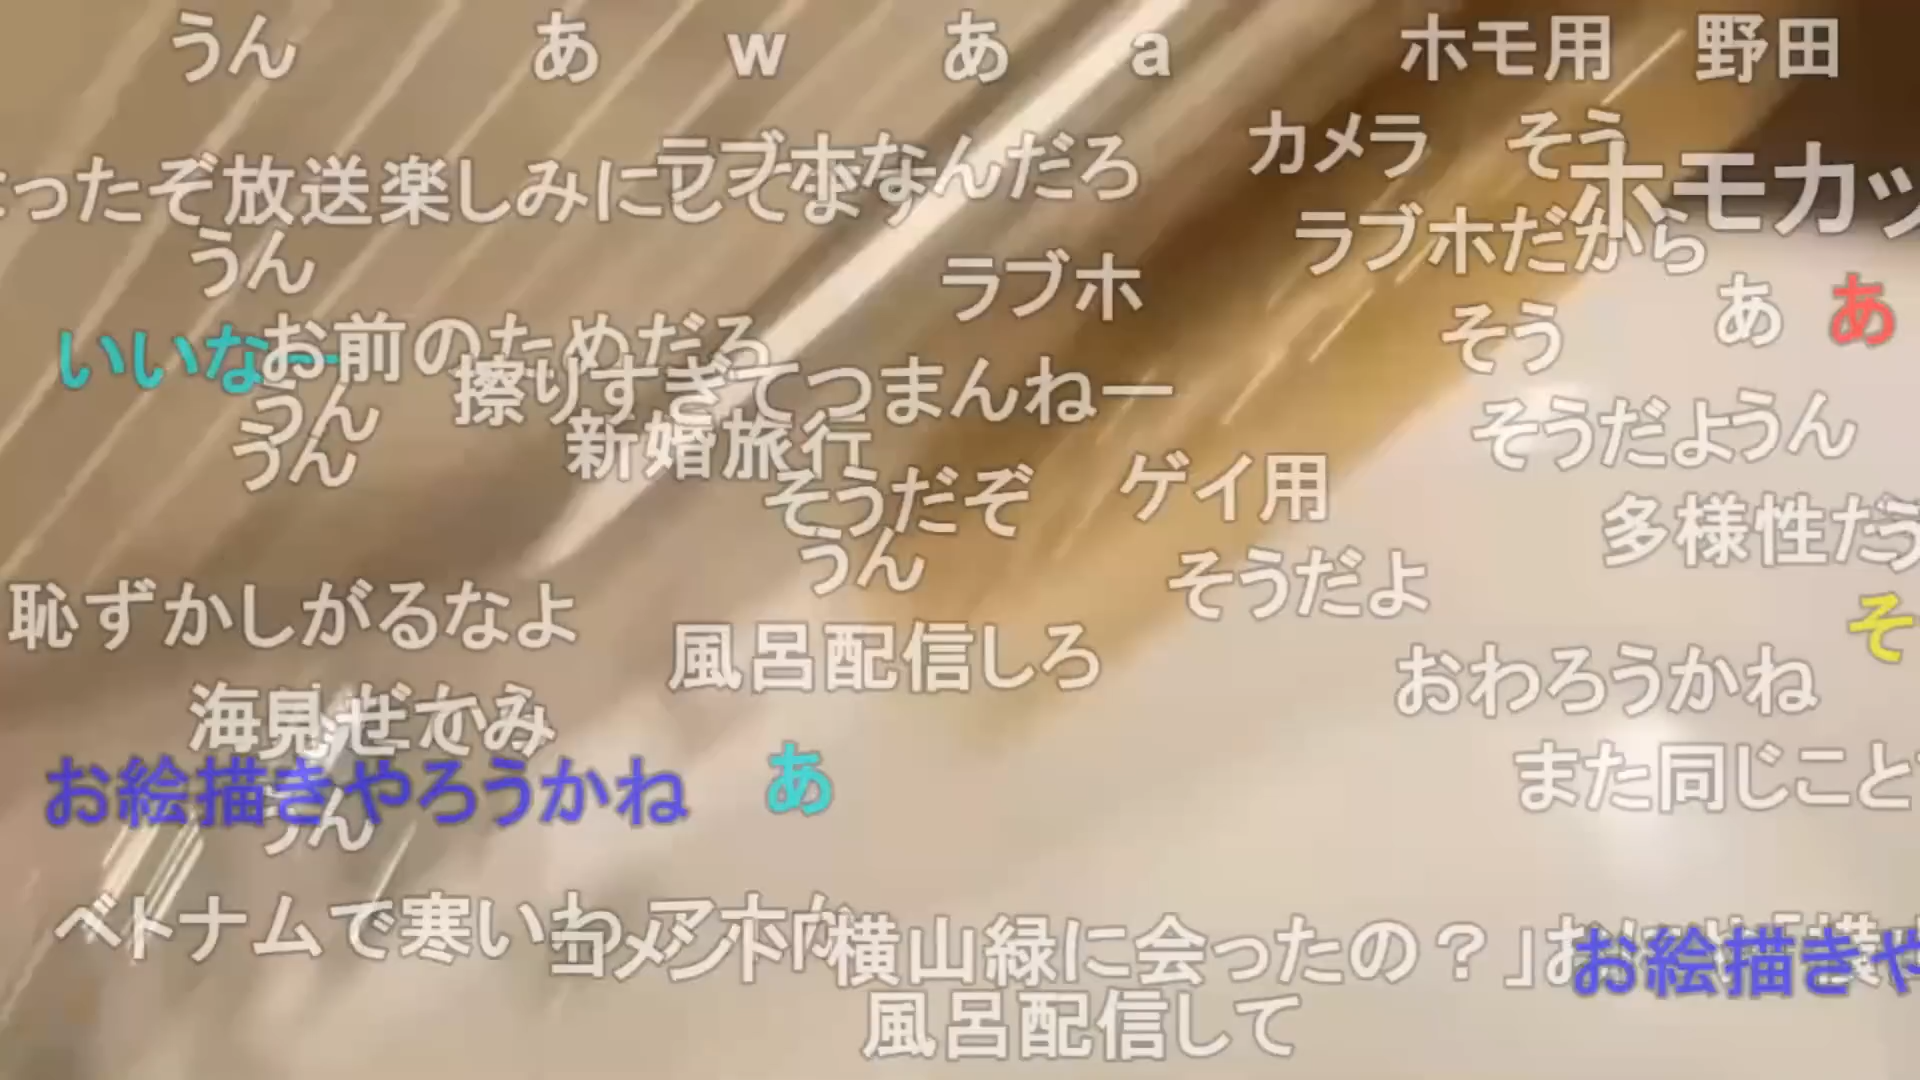 うん
あ
w
あ
a
ホモ用
野田
カメラ
そう
ラブホなんだろ
ったぞ放送楽しみにしてます
ホモカッ
ラブホだから
うん
ラブホ
あ
あ
そう
いいなー
お前のためだろ
擦りすぎてつまんねー
うん
そうだよ
うん
新婚旅行
うん
そうだぞ
ゲイ用
多様性だ
うん
そうだよ
恥ずかしがるなよ
そ
風呂配信しろ
おわろうかね
海見せて
お絵描きやろうかね
あ
また同じこと
うん
ベトナムで寒いわ
アホか
コメント「横山緑に会ったの？」お
お絵描きや
風呂配信して